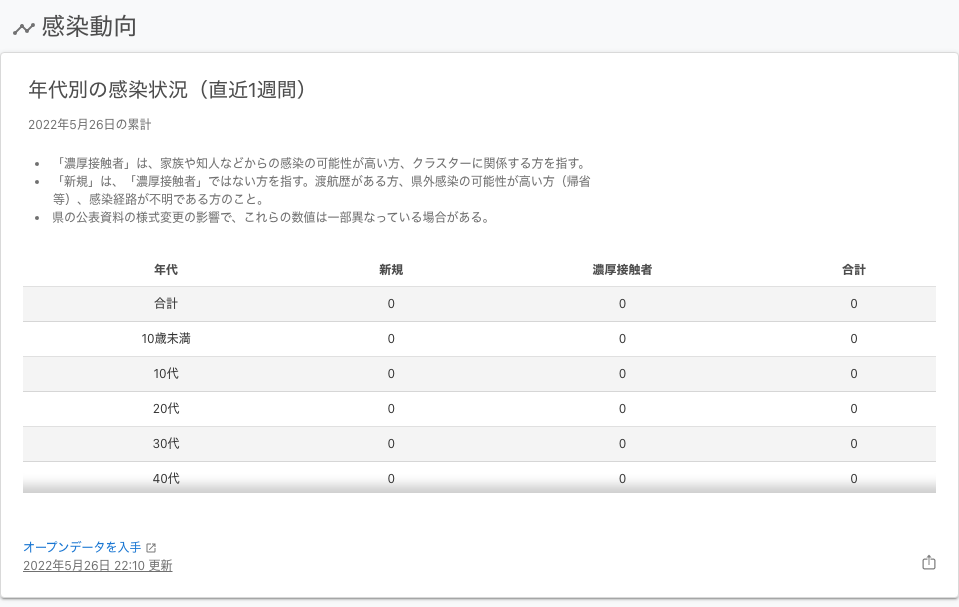 感染動向
年代別の感染状況（直近1週間）
2022年5月26日の累計
• 「濃厚接触者」は、家族や知人などからの感染の可能性が高い方、クラスターに関係する方を指す。
• 「新規」は、「濃厚接触者」ではない方を指す。渡航歴がある方、県外感染の可能性が高い方（帰省
等）、感染経路が不明である方のこと。
• 県の公表資料の様式変更の影響で、これらの数値は一部異なっている場合がある。
年代 新規 濃厚接触者 合計
合計 0 0 0
10歳未満 0 0 0
10代 0 0 0
20代 0 0 0
30代 0 0 0
40代 0 0 0
オープンデータを入手
2022年5月26日 22:10 更新